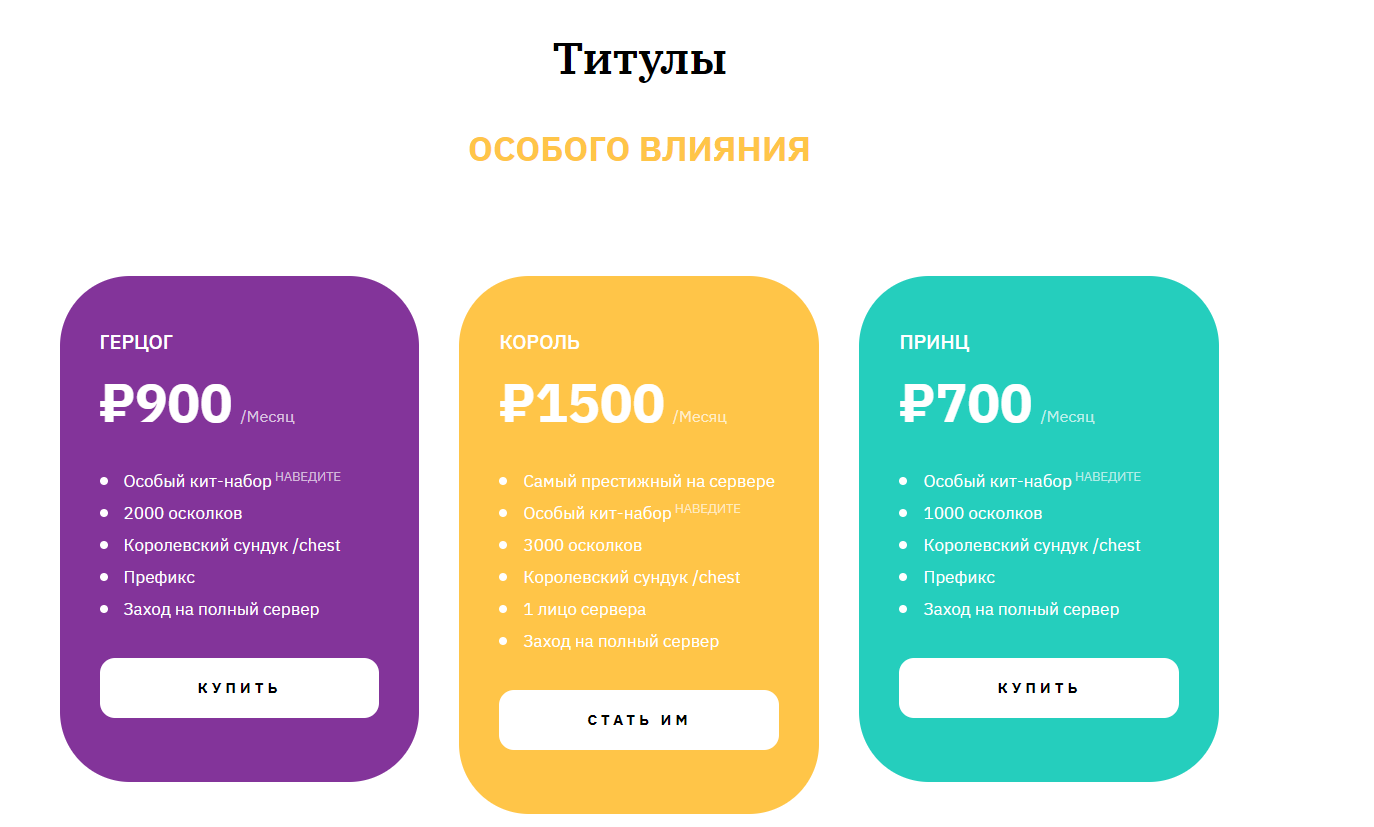 Титулы
ОСОБОГО ВЛИЯНИЯ
ГЕРЦОГ
₽900 /Месяц
Особый кит-набор НАВЕДИТЕ
2000 осколков
Королевский сундук /chest
Префикс
Заход на полный сервер
КУПИТЬ
КОРОЛЬ
₽1500 /Месяц
Самый престижный на сервере
Особый кит-набор НАВЕДИТЕ
3000 осколков
Королевский сундук /chest
1 лицо сервера
Заход на полный сервер
СТАТЬ ИМ
ПРИНЦ
₽700 /Месяц
Особый кит-набор НАВЕДИТЕ
1000 осколков
Королевский сундук /chest
Префикс
Заход на полный сервер
КУПИТЬ